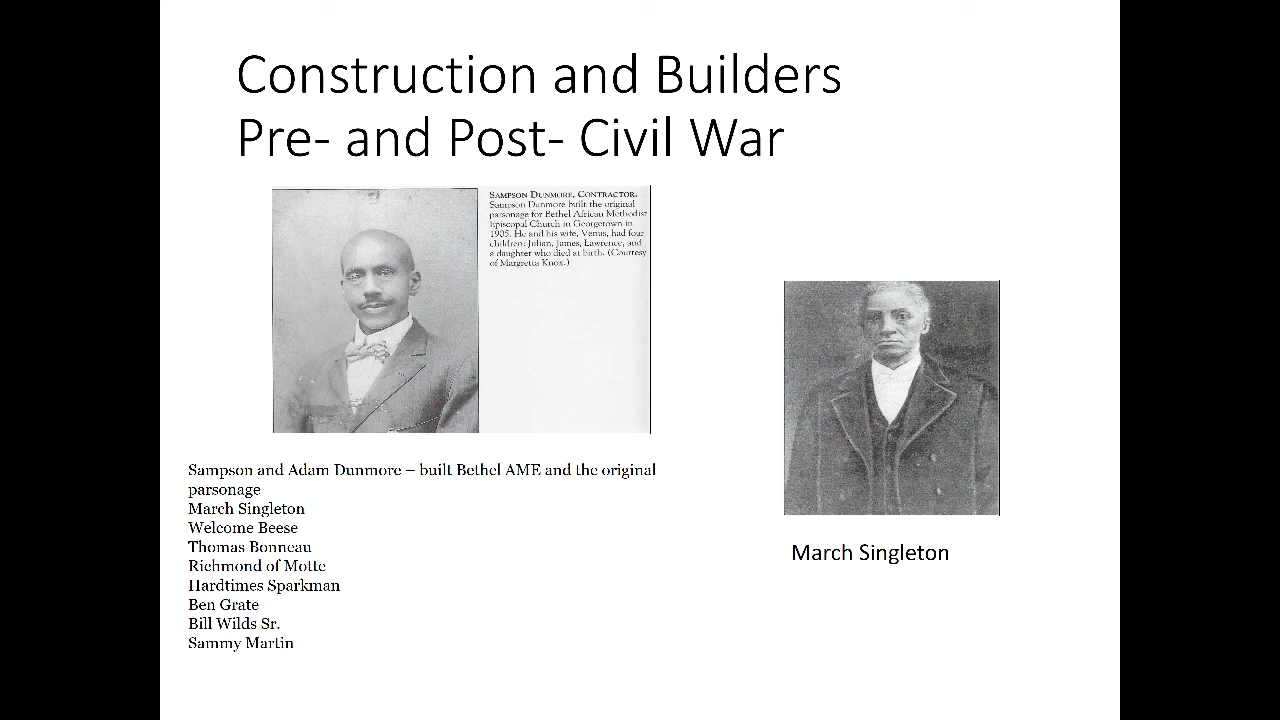 Construction and Builders
Pre- and Post- Civil War
SAMPSON DUNMORE, CONTRACTOR.
Sampson Dunmore built the original
parsonage for Bethel African Methodist
Episcopal Church in Georgetown in
1905. He and his wife, Venus, had four
children: Julian, James, Lawrence, and
a daughter who died at birth. (Courtesy
of Margretta Knox.)
Sampson and Adam Dunmore – built Bethel AME and the original
parsonage
March Singleton
Welcome Beese
Thomas Bonneau
Richmond of Motte
Hardtimes Sparkman
Ben Grate
Bill Wilds Sr.
Sammy Martin
March Singleton